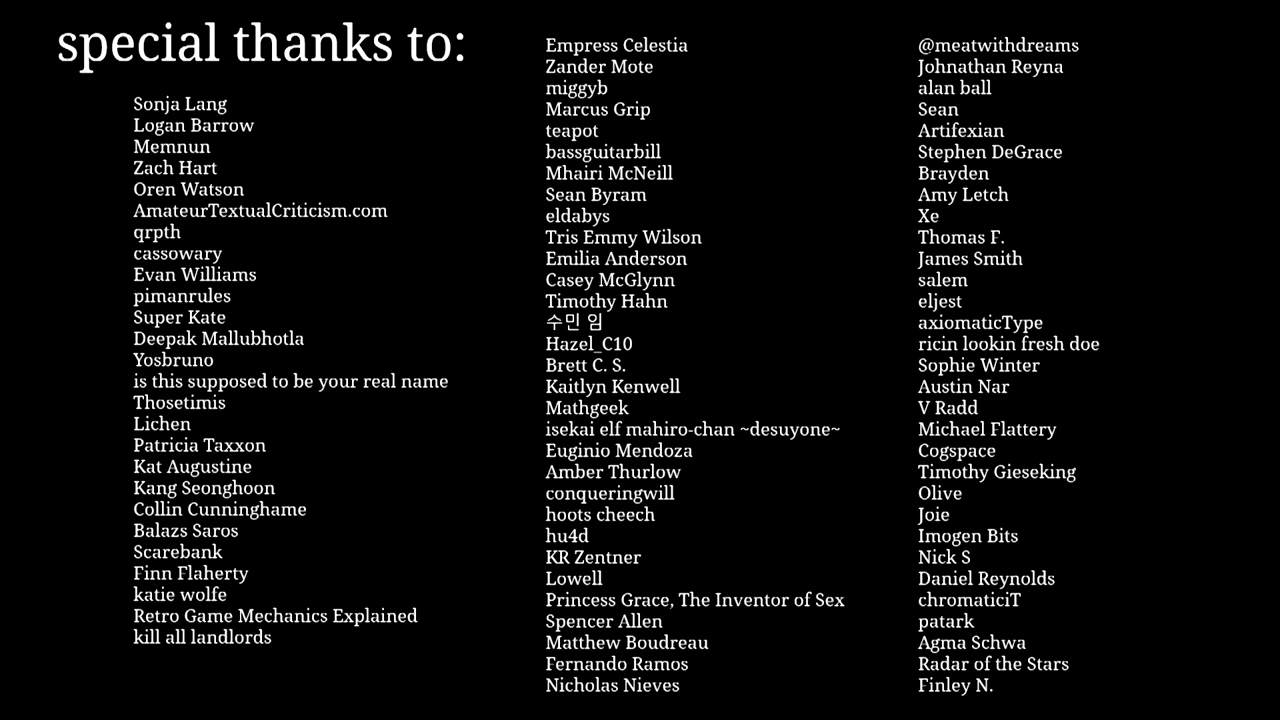 special thanks to:
Sonja Lang
Logan Barrow
Memnun
Zach Hart
Oren Watson
AmateurTextualCriticism.com
qrpth
cassowary
Evan Williams
pimanrules
Super Kate
Deepak Mallubhotla
Yosbruno
is this supposed to be your real name
Thosetimis
Lichen
Patricia Taxxon
Kat Augustine
Kang Seonghoon
Collin Cunninghame
Balazs Saros
Scarebank
Finn Flaherty
katie wolfe
Retro Game Mechanics Explained
kill all landlords
Empress Celestia
Zander Mote
miggyb
Marcus Grip
teapot
bassguitarbill
Mhairi McNeill
Sean Byram
eldabys
Tris Emmy Wilson
Emilia Anderson
Casey McGlynn
Timothy Hahn
수민 임
Hazel_C10
Brett C. S.
Kaitlyn Kenwell
Mathgeek
isekai elf mahiro-chan ~desuyone~
Euginio Mendoza
Amber Thurlow
conqueringwill
hoots cheech
hu4d
KR Zentner
Lowell
Princess Grace, The Inventor of Sex
Spencer Allen
Matthew Boudreau
Fernando Ramos
Nicholas Nieves
@meatwithdreams
Johnathan Reyna
alan ball
Sean
Artifexian
Stephen DeGrace
Brayden
Amy Letch
Xe
Thomas F.
James Smith
salem
eljest
axiomaticType
ricin lookin fresh doe
Sophie Winter
Austin Nar
V Radd
Michael Flattery
Cogspace
Timothy Gieseking
Olive
Joie
Imogen Bits
Nick S
Daniel Reynolds
chromaticiT
patark
Agma Schwa
Radar of the Stars
Finley N.